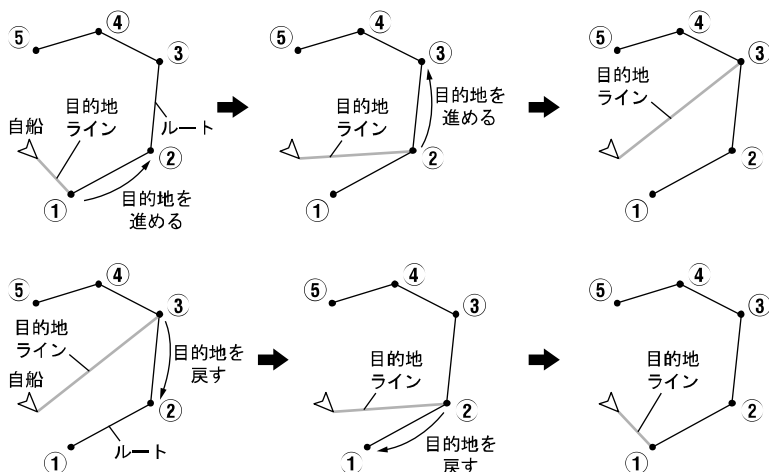 ⑤
④
③
目的地
ライン
自船
ルート
②
①
目的地を
進める
⑤
④
③
目的地を
進める
目的地
ライン
②
①
⑤
④
③
目的地
ライン
②
①
⑤
④
③
目的地
ライン
自船
目的地を
戻す
②
①
ルート
⑤
④
③
目的地
ライン
②
①
目的地を
戻す
⑤
④
③
目的地
ライン
②
①